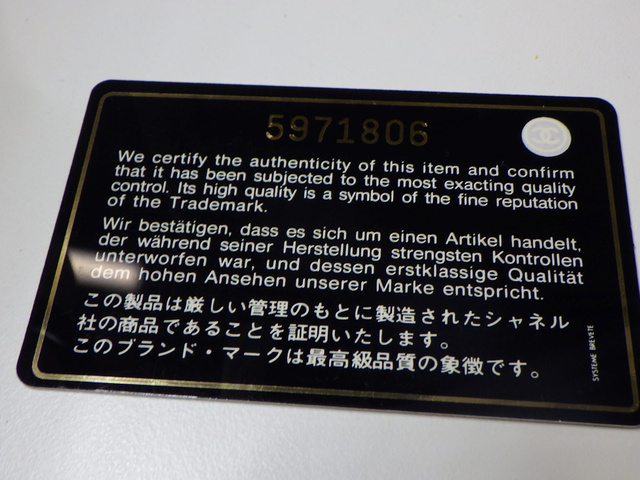 5971806
We certify the authenticity of this item and confirm
that it has been subjected to the most exacting quality
control. Its high quality is a symbol of the fine reputation
of the Trademark.
Wir bestätigen, dass es sich um einen Artikel handelt,
der während seiner Herstellung strengsten Kontrollen
unterworfen war, und dessen erstklassige Qualität
dem hohen Ansehen unserer Marke entspricht.
この製品は厳しい管理のもとに製造されたシャネル
社の商品であることを証明いたします。
このブランド・マークは最高級品質の象徴です。
SYSTEME BREVETE